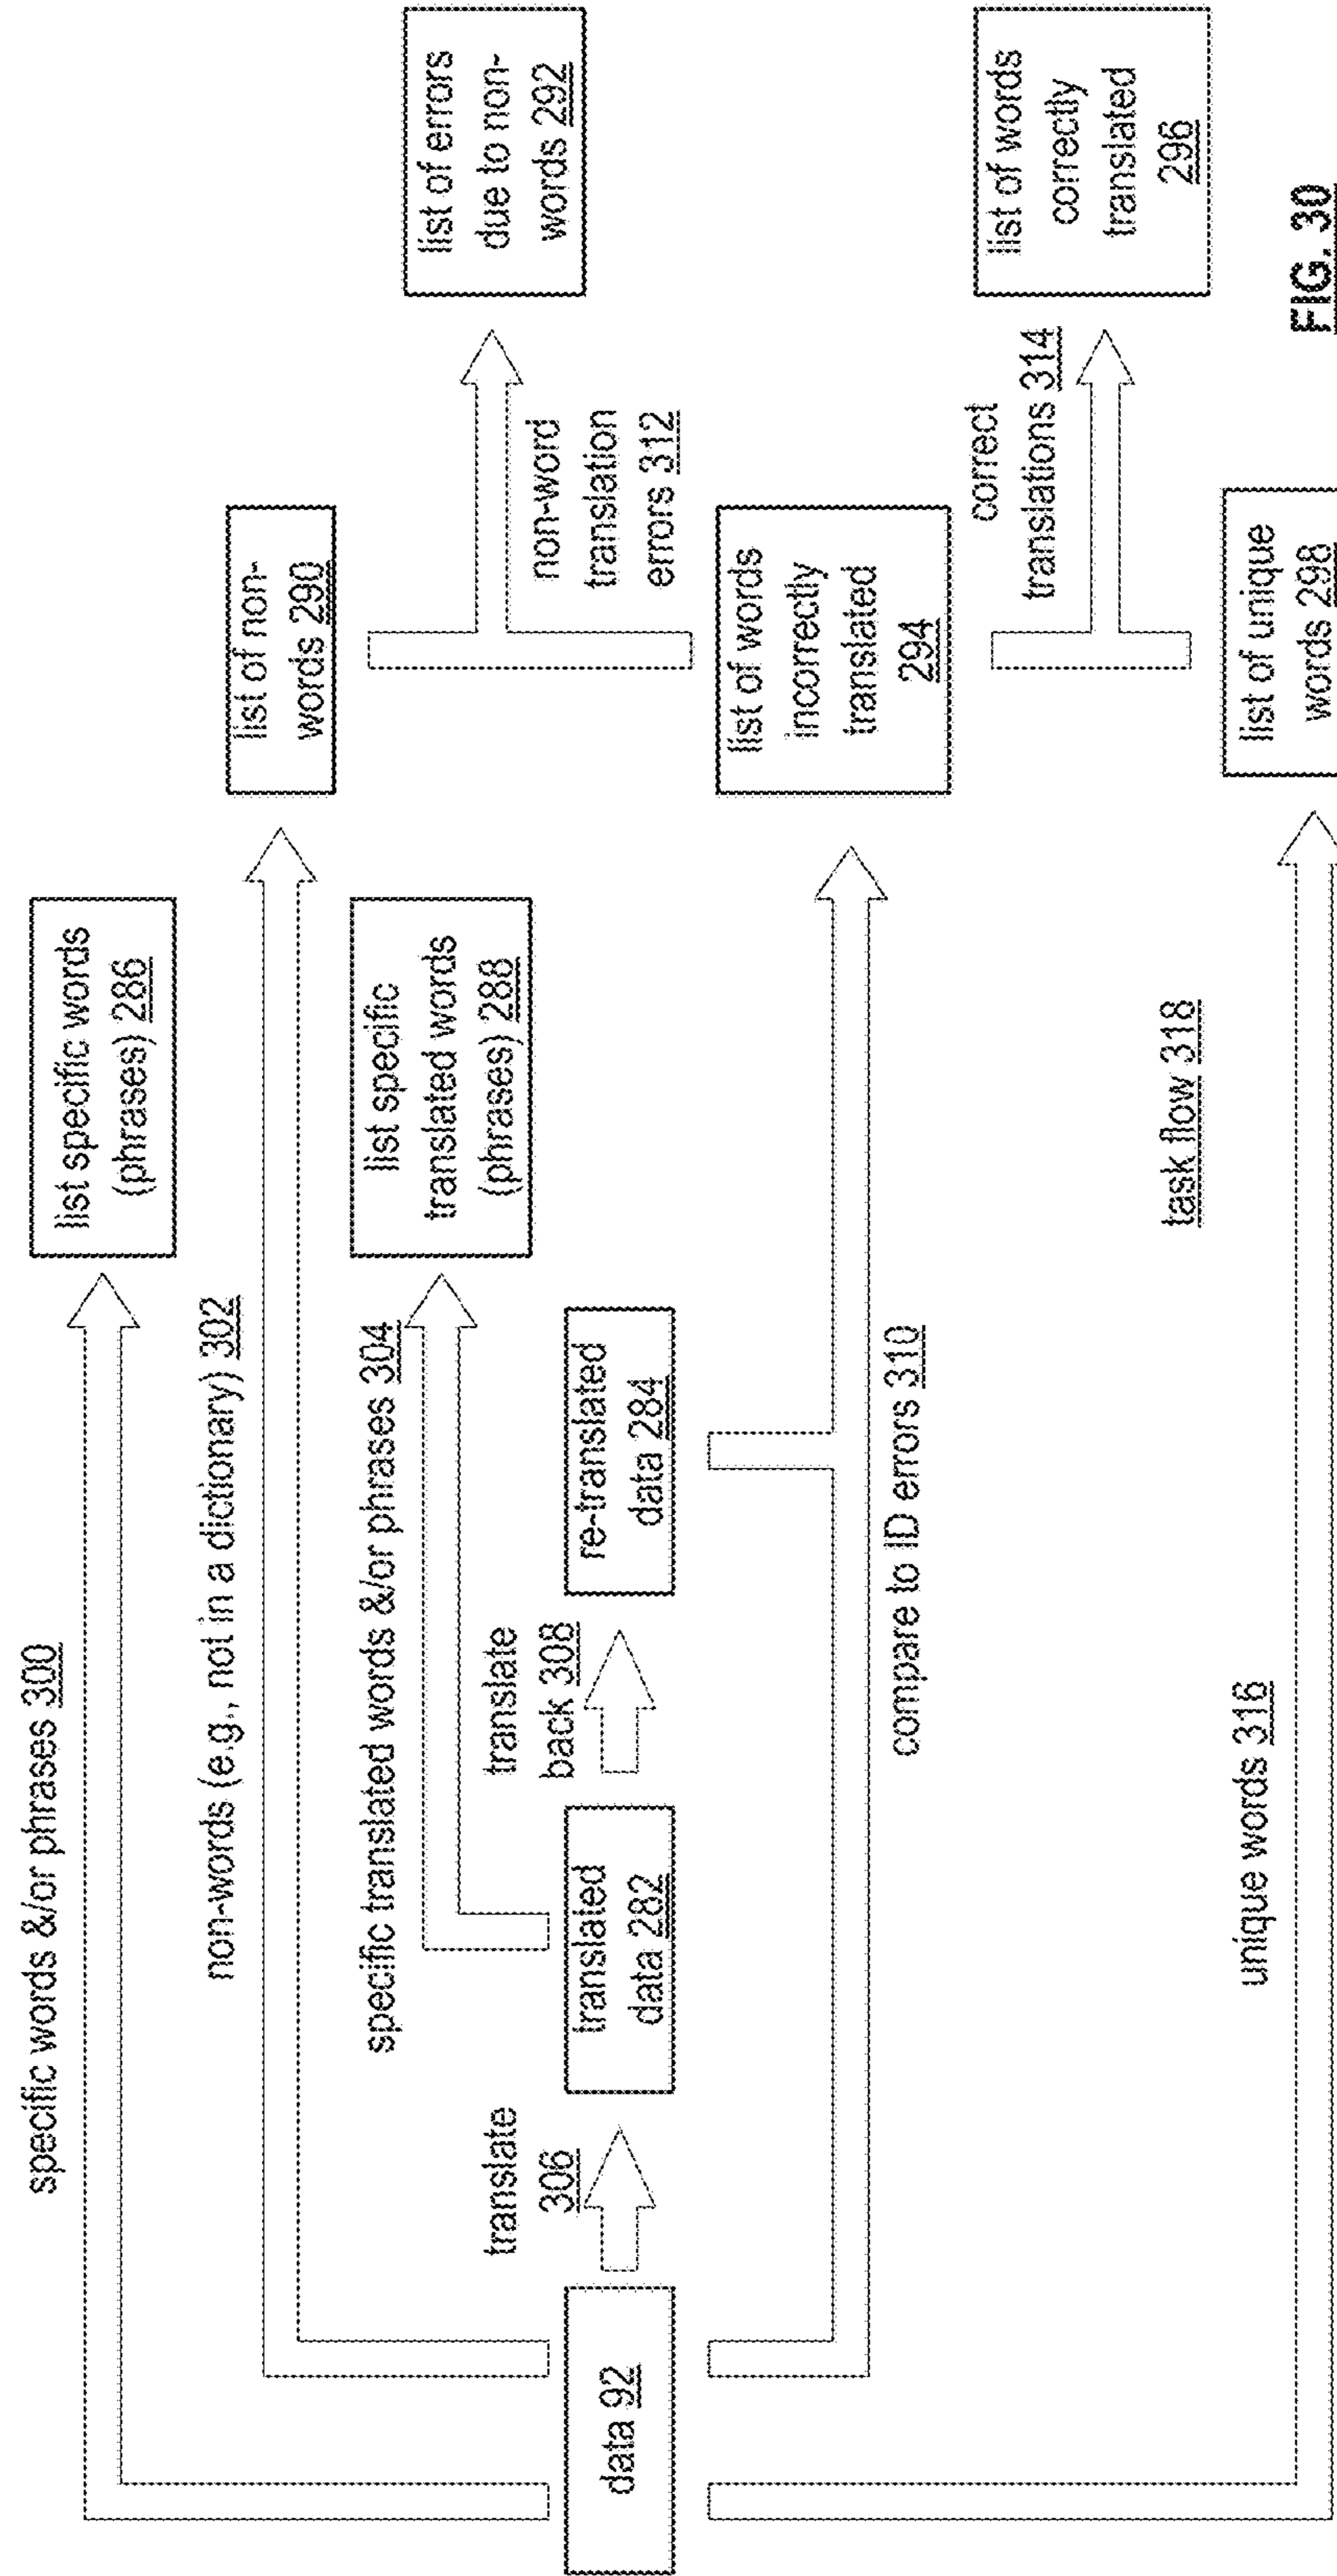 specific words &/or phrases 300
list specific words
(phrases) 286
non-words (e.g., not in a dictionary) 302
list of non-
words 290
specific translated words &/or phrases 304
list specific
translated words
(phrases) 288
list of errors
due to non-
words 292
non-word
translation
errors 312
data 92
translate
306
translated
data 282
translate
back 308
re-translated
data 284
list of words
incorrectly
translated
294
compare to ID errors 310
correct
translations 314
list of words
correctly
translated
296
task flow 318
unique words 316
list of unique
words 298
FIG. 30